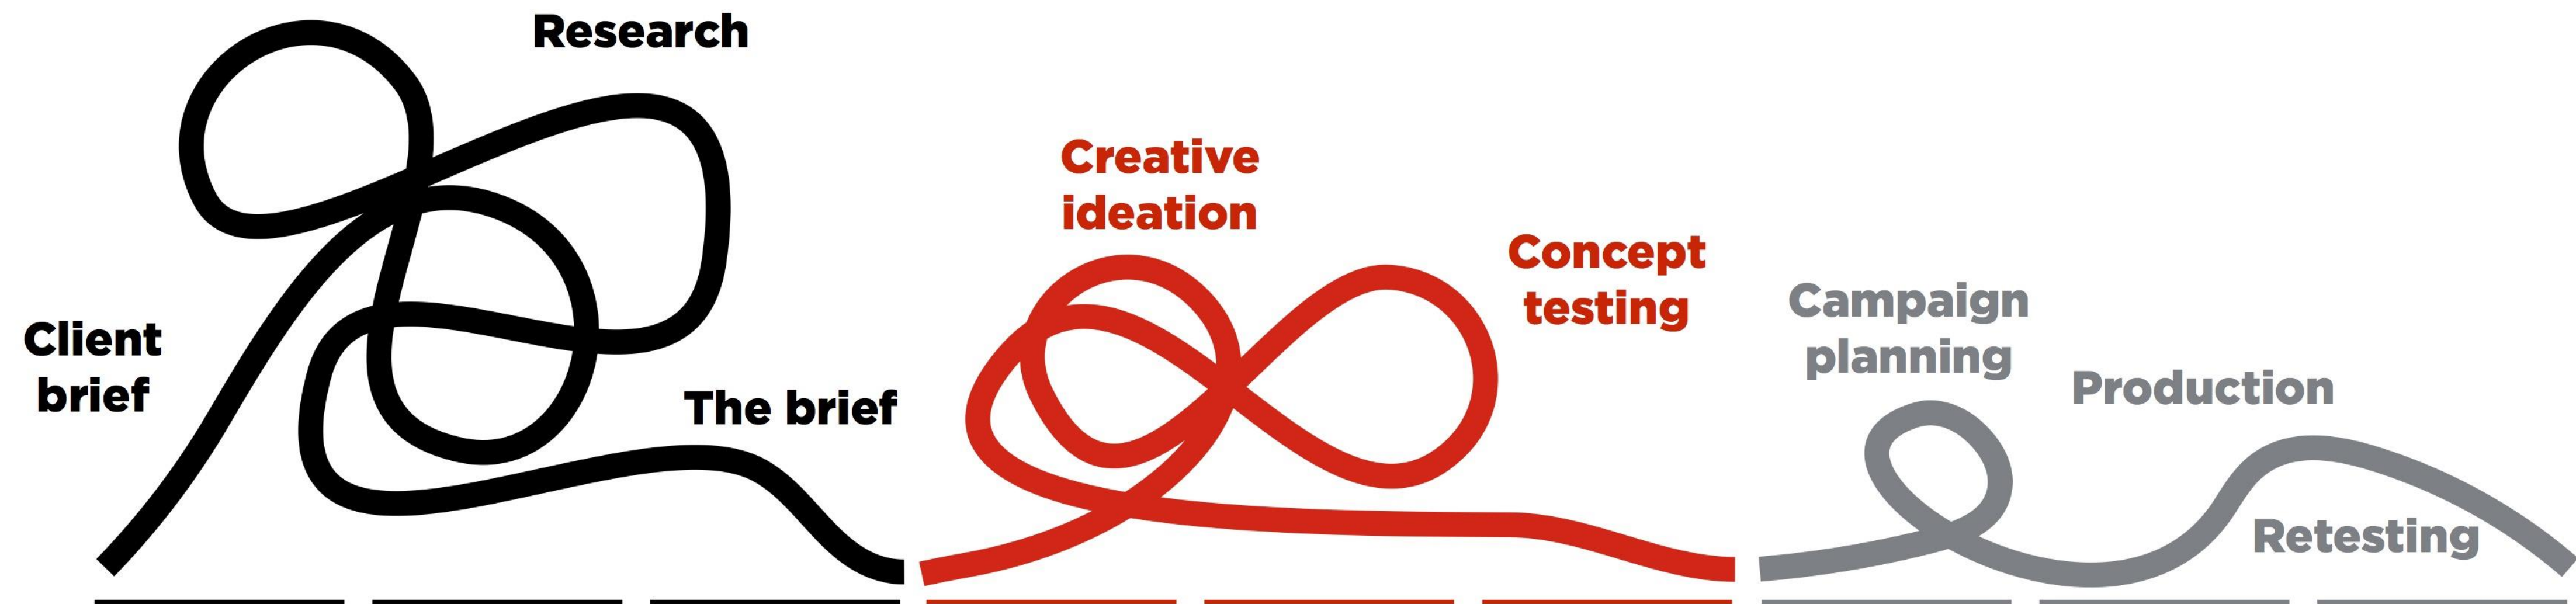 Research
Client
brief
The brief
Creative
ideation
Concept
testing
Campaign
planning
Production
Retesting